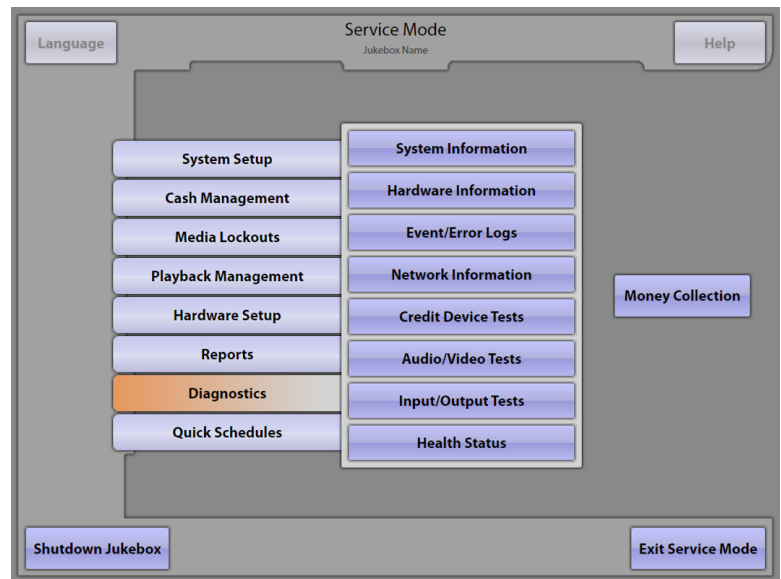 Language
Service Mode
Jukebox Name
Help
System Setup
Cash Management
Media Lockouts
Playback Management
Hardware Setup
Reports
Diagnostics
Quick Schedules
System Information
Hardware Information
Event/Error Logs
Network Information
Credit Device Tests
Audio/Video Tests
Input/Output Tests
Health Status
Money Collection
Shutdown Jukebox
Exit Service Mode